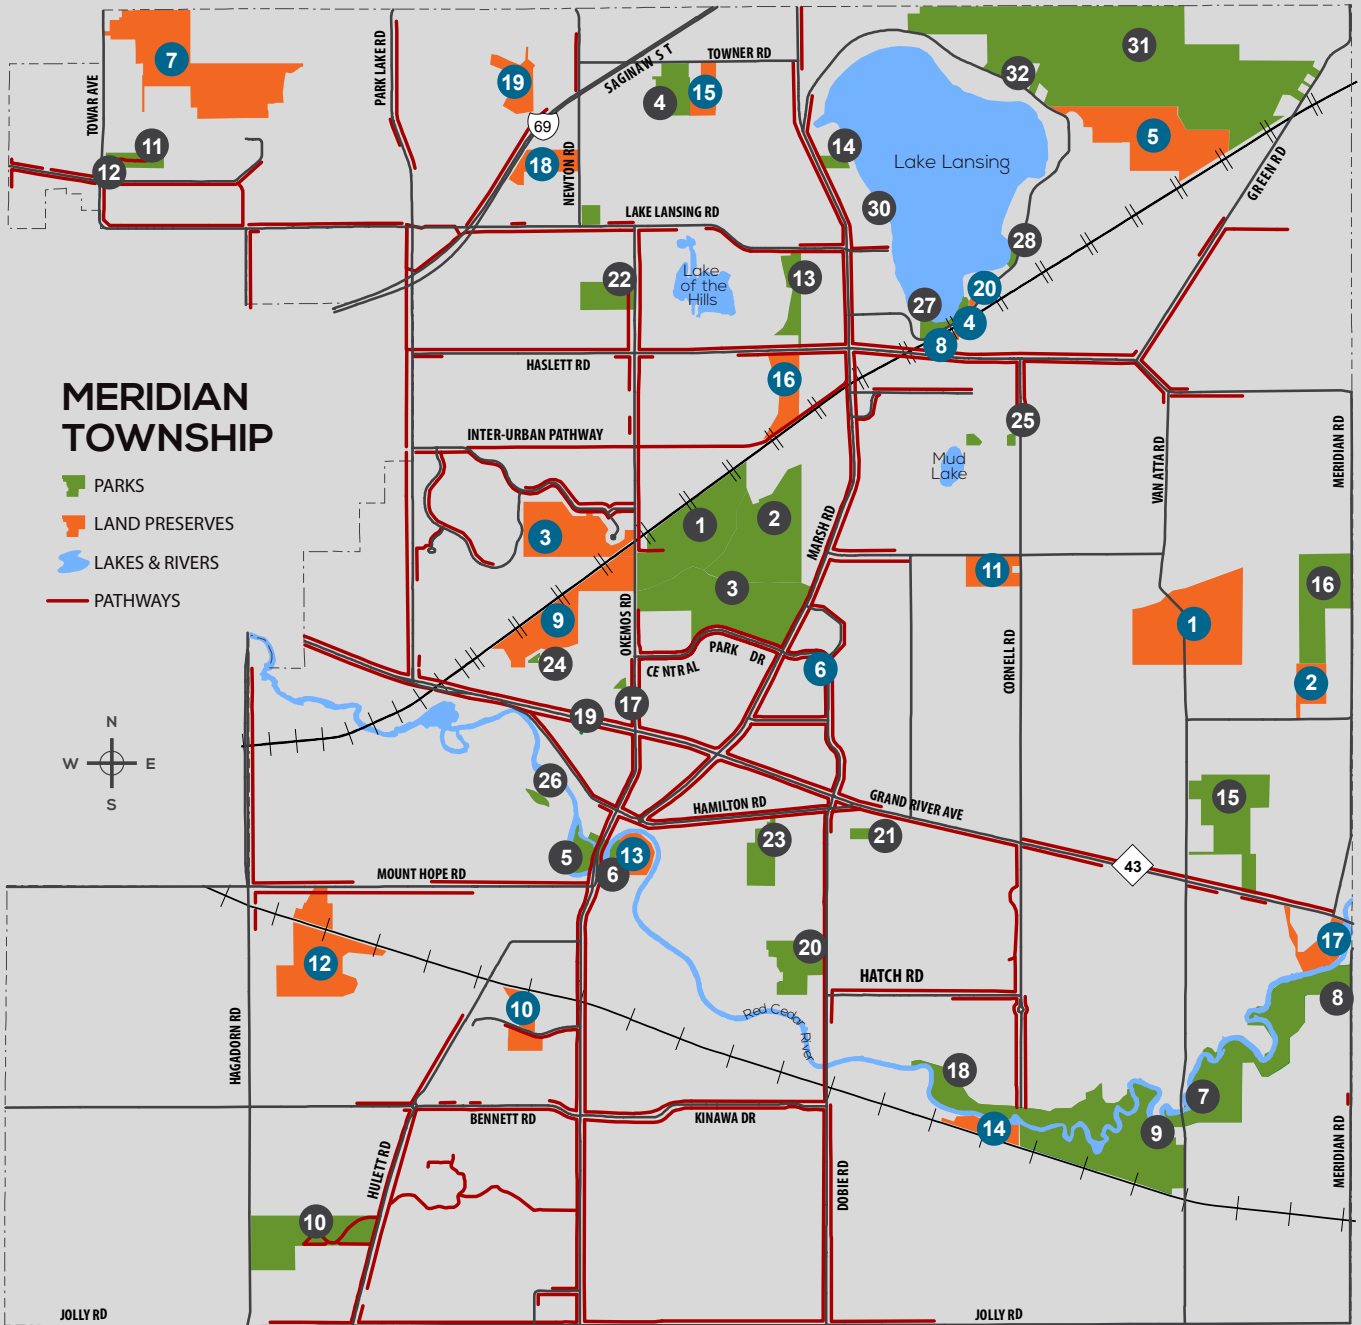 31
7
PARK LAKE RD
SAGINAW ST
TOWNER RD
32
19
TOWAR AVE
4
15
69
5
11
14
Lake Lansing
12
18
NEWTON RD
GREEN RD
30
LAKE LANSING RD
28
22
Lake
of the
Hills
13
20
27
4
8
HASLETT RD
16
MERIDIAN
TOWNSHIP
25
INTER-URBAN PATHWAY
Mud
Lake
VAN ATTA RD
MERIDIAN RD
PARKS
LAND PRESERVES
LAKES & RIVERS
PATHWAYS
1
2
MARSH RD
3
11
16
3
9
OKEMOS RD
1
PARK DR
CENTRAL
24
6
CORNELL RD
2
17
19
N
W
E
S
26
15
HAMILTON RD
GRAND RIVER AVE
23
21
5
13
6
43
MOUNT HOPE RD
12
20
17
HATCH RD
8
10
Red Cedar River
HAGADORN RD
18
7
BENNETT RD
KINAWA DR
14
9
HULETT RD
DOBIE RD
MERIDIAN RD
10
JOLLY RD
JOLLY RD